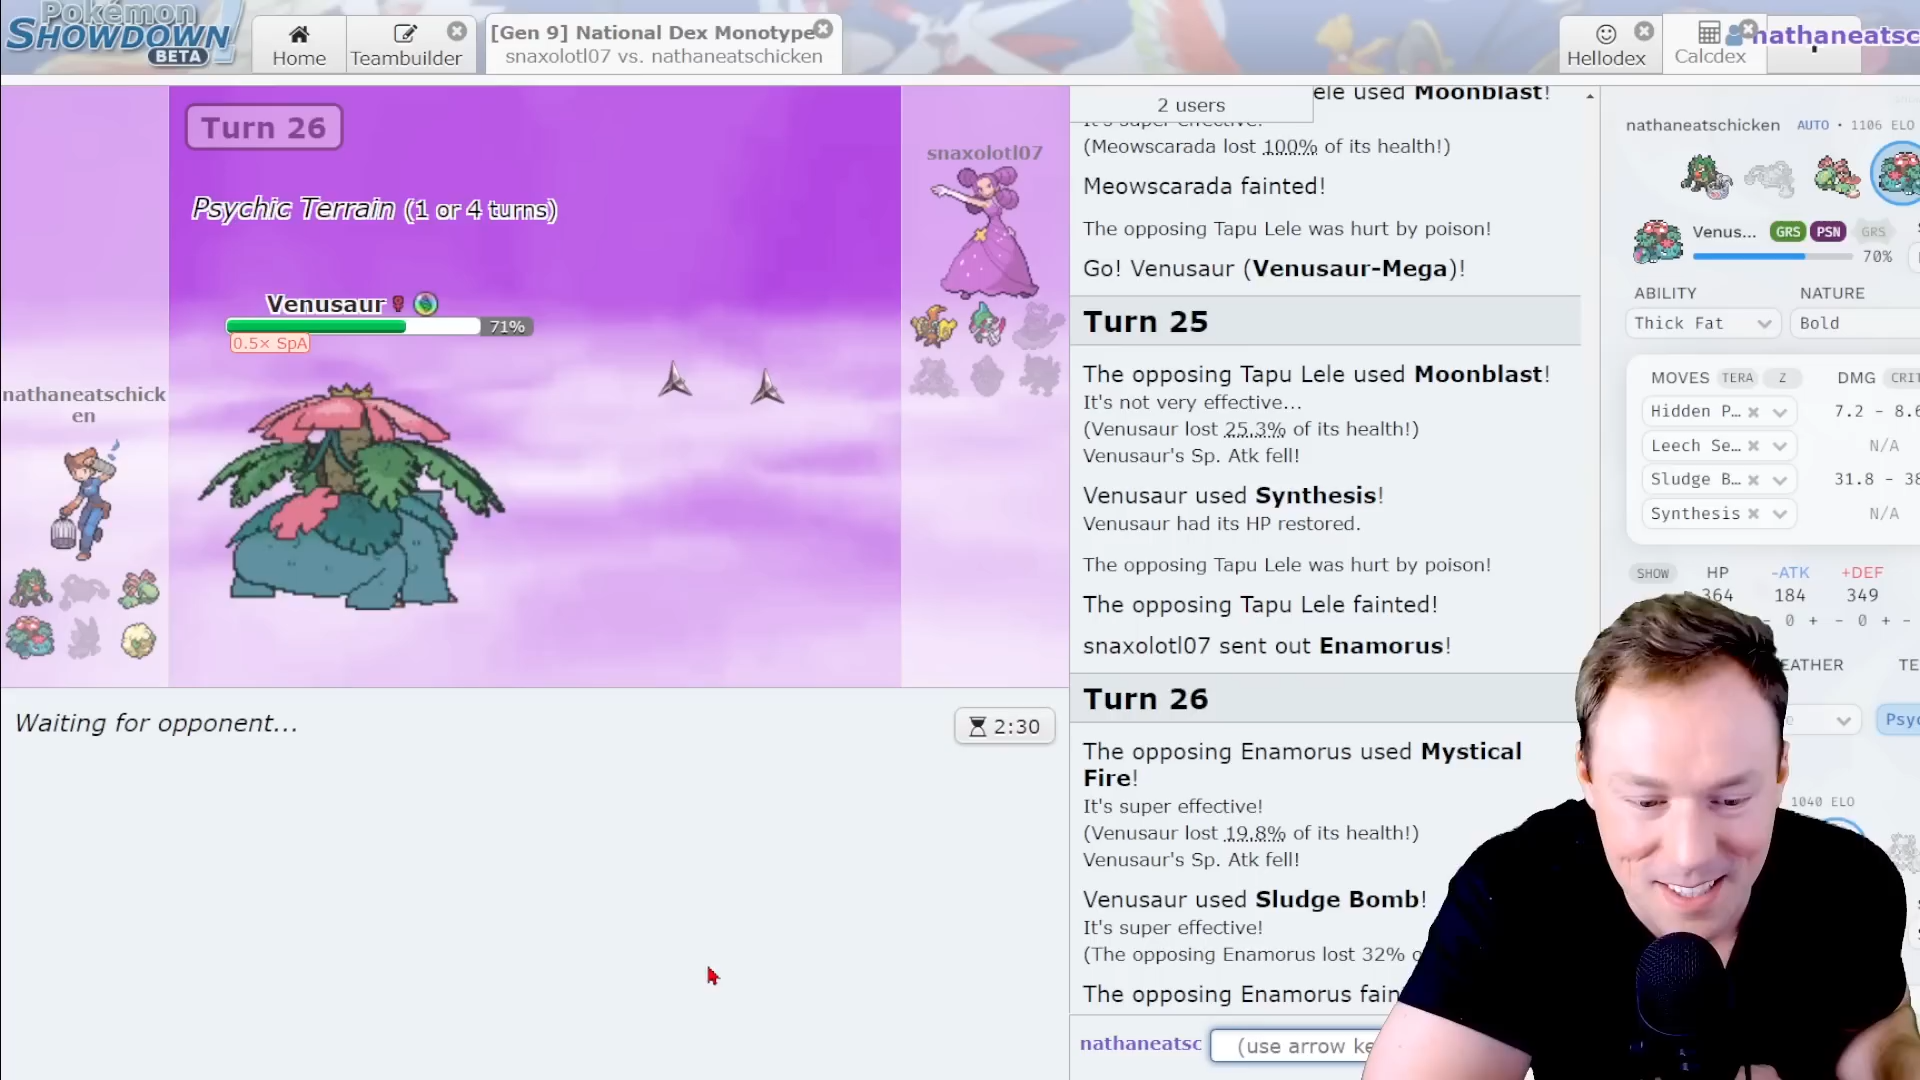 Pokémon
SHOWDOWN
BETA
Home
Teambuilder
[Gen 9] National Dex Monotype
snaxolotl07 vs. nathaneatschicken
Hellodex
Calcdex
nathaneatsc
Turn 26
Psychic Terrain (1 or 4 turns)
Venusaur
71%
0.5× SpA
nathaneatschick
en
snaxolotl07
Waiting for opponent...
2:30
2 users
ele used Moonblast!
(Meowscarada lost 100% of its health!)
Meowscarada fainted!
The opposing Tapu Lele was hurt by poison!
Go! Venusaur (Venusaur-Mega)!
Turn 25
The opposing Tapu Lele used Moonblast!
It's not very effective...
(Venusaur lost 25.3% of its health!)
Venusaur's Sp. Atk fell!
Venusaur used Synthesis!
Venusaur had its HP restored.
The opposing Tapu Lele was hurt by poison!
The opposing Tapu Lele fainted!
snaxolotl07 sent out Enamorus!
Turn 26
The opposing Enamorus used Mystical
Fire!
It's super effective!
(Venusaur lost 19.8% of its health!)
Venusaur's Sp. Atk fell!
Venusaur used Sludge Bomb!
It's super effective!
(The opposing Enamorus lost 32% o
The opposing Enamorus fain
nathaneatsc
(use arrow ke
nathaneatschicken AUTO • 1106 ELO
Venus... GRS PSN GRS
70%
ABILITY NATURE
Thick Fat Bold
MOVES TERA Z DMG CRIT
Hidden P... 7.2 - 8.6
Leech Se... N/A
Sludge B... 31.8 - 38
Synthesis N/A
SHOW HP -ATK +DEF
364 184 349
- 0 + - 0 + -
EATHER TE
Psyc
1040 ELO